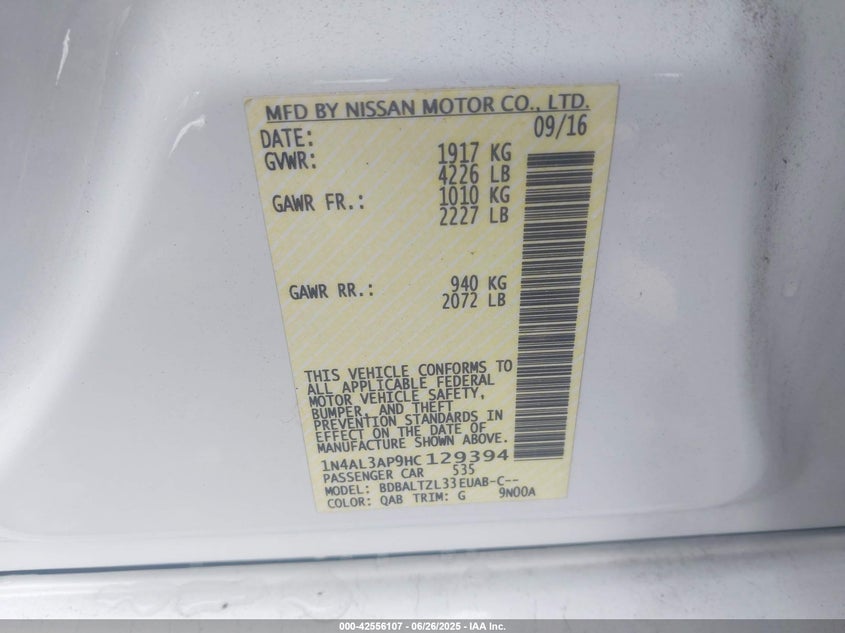 MFD BY NISSAN MOTOR CO., LTD.
DATE: 09/16
GVWR: 1917 KG
4226 LB
GAWR FR.: 1010 KG
2227 LB
GAWR RR.: 940 KG
2072 LB
THIS VEHICLE CONFORMS TO
ALL APPLICABLE FEDERAL
MOTOR VEHICLE SAFETY,
BUMPER, AND THEFT
PREVENTION STANDARDS IN
EFFECT ON THE DATE OF
MANUFACTURE SHOWN ABOVE.
1N4AL3AP9HC129394
PASSENGER CAR 535
MODEL: BDBALTZL33EUAB-C--
COLOR: QAB TRIM: G 9N00A
000-42556107 - 06/26/2025 - IAA Inc.